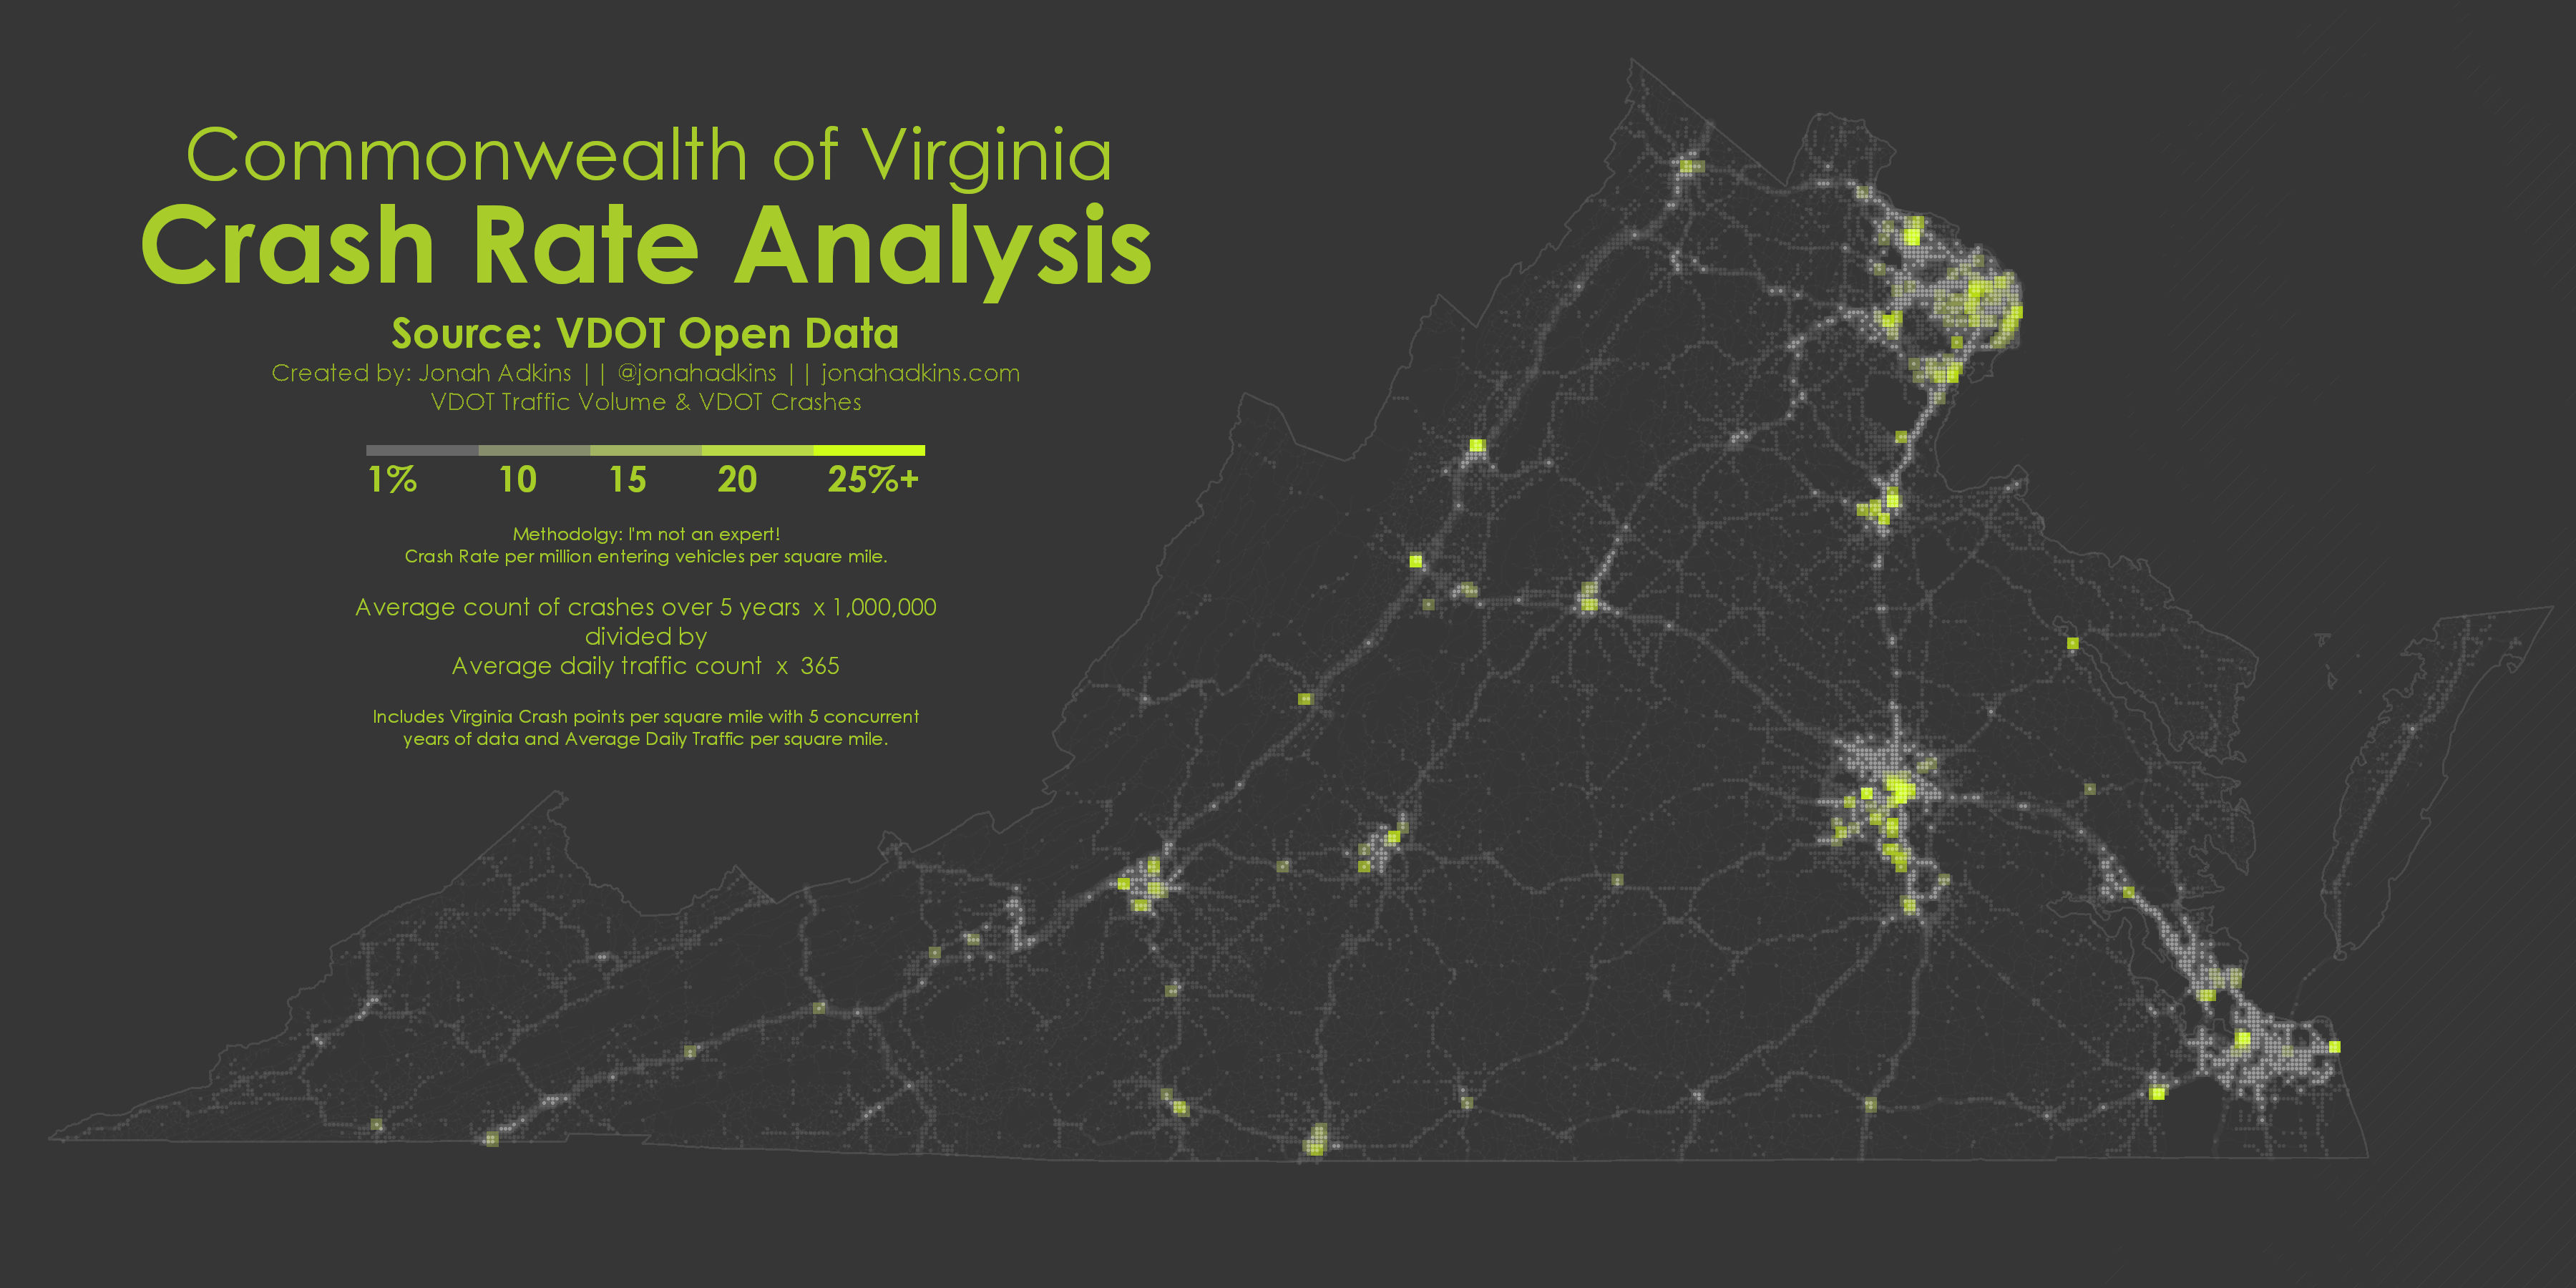 Commonwealth of Virginia
Crash Rate Analysis
Source: VDOT Open Data
Created by: Jonah Adkins || @jonahadkins || jonahadkins.com
VDOT Traffic Volume & VDOT Crashes
1% 10 15 20 25%+
Methodolgy: I'm not an expert!
Crash Rate per million entering vehicles per square mile.
Average count of crashes over 5 years x 1,000,000
divided by
Average daily traffic count x 365
Includes Virginia Crash points per square mile with 5 concurrent
years of data and Average Daily Traffic per square mile.